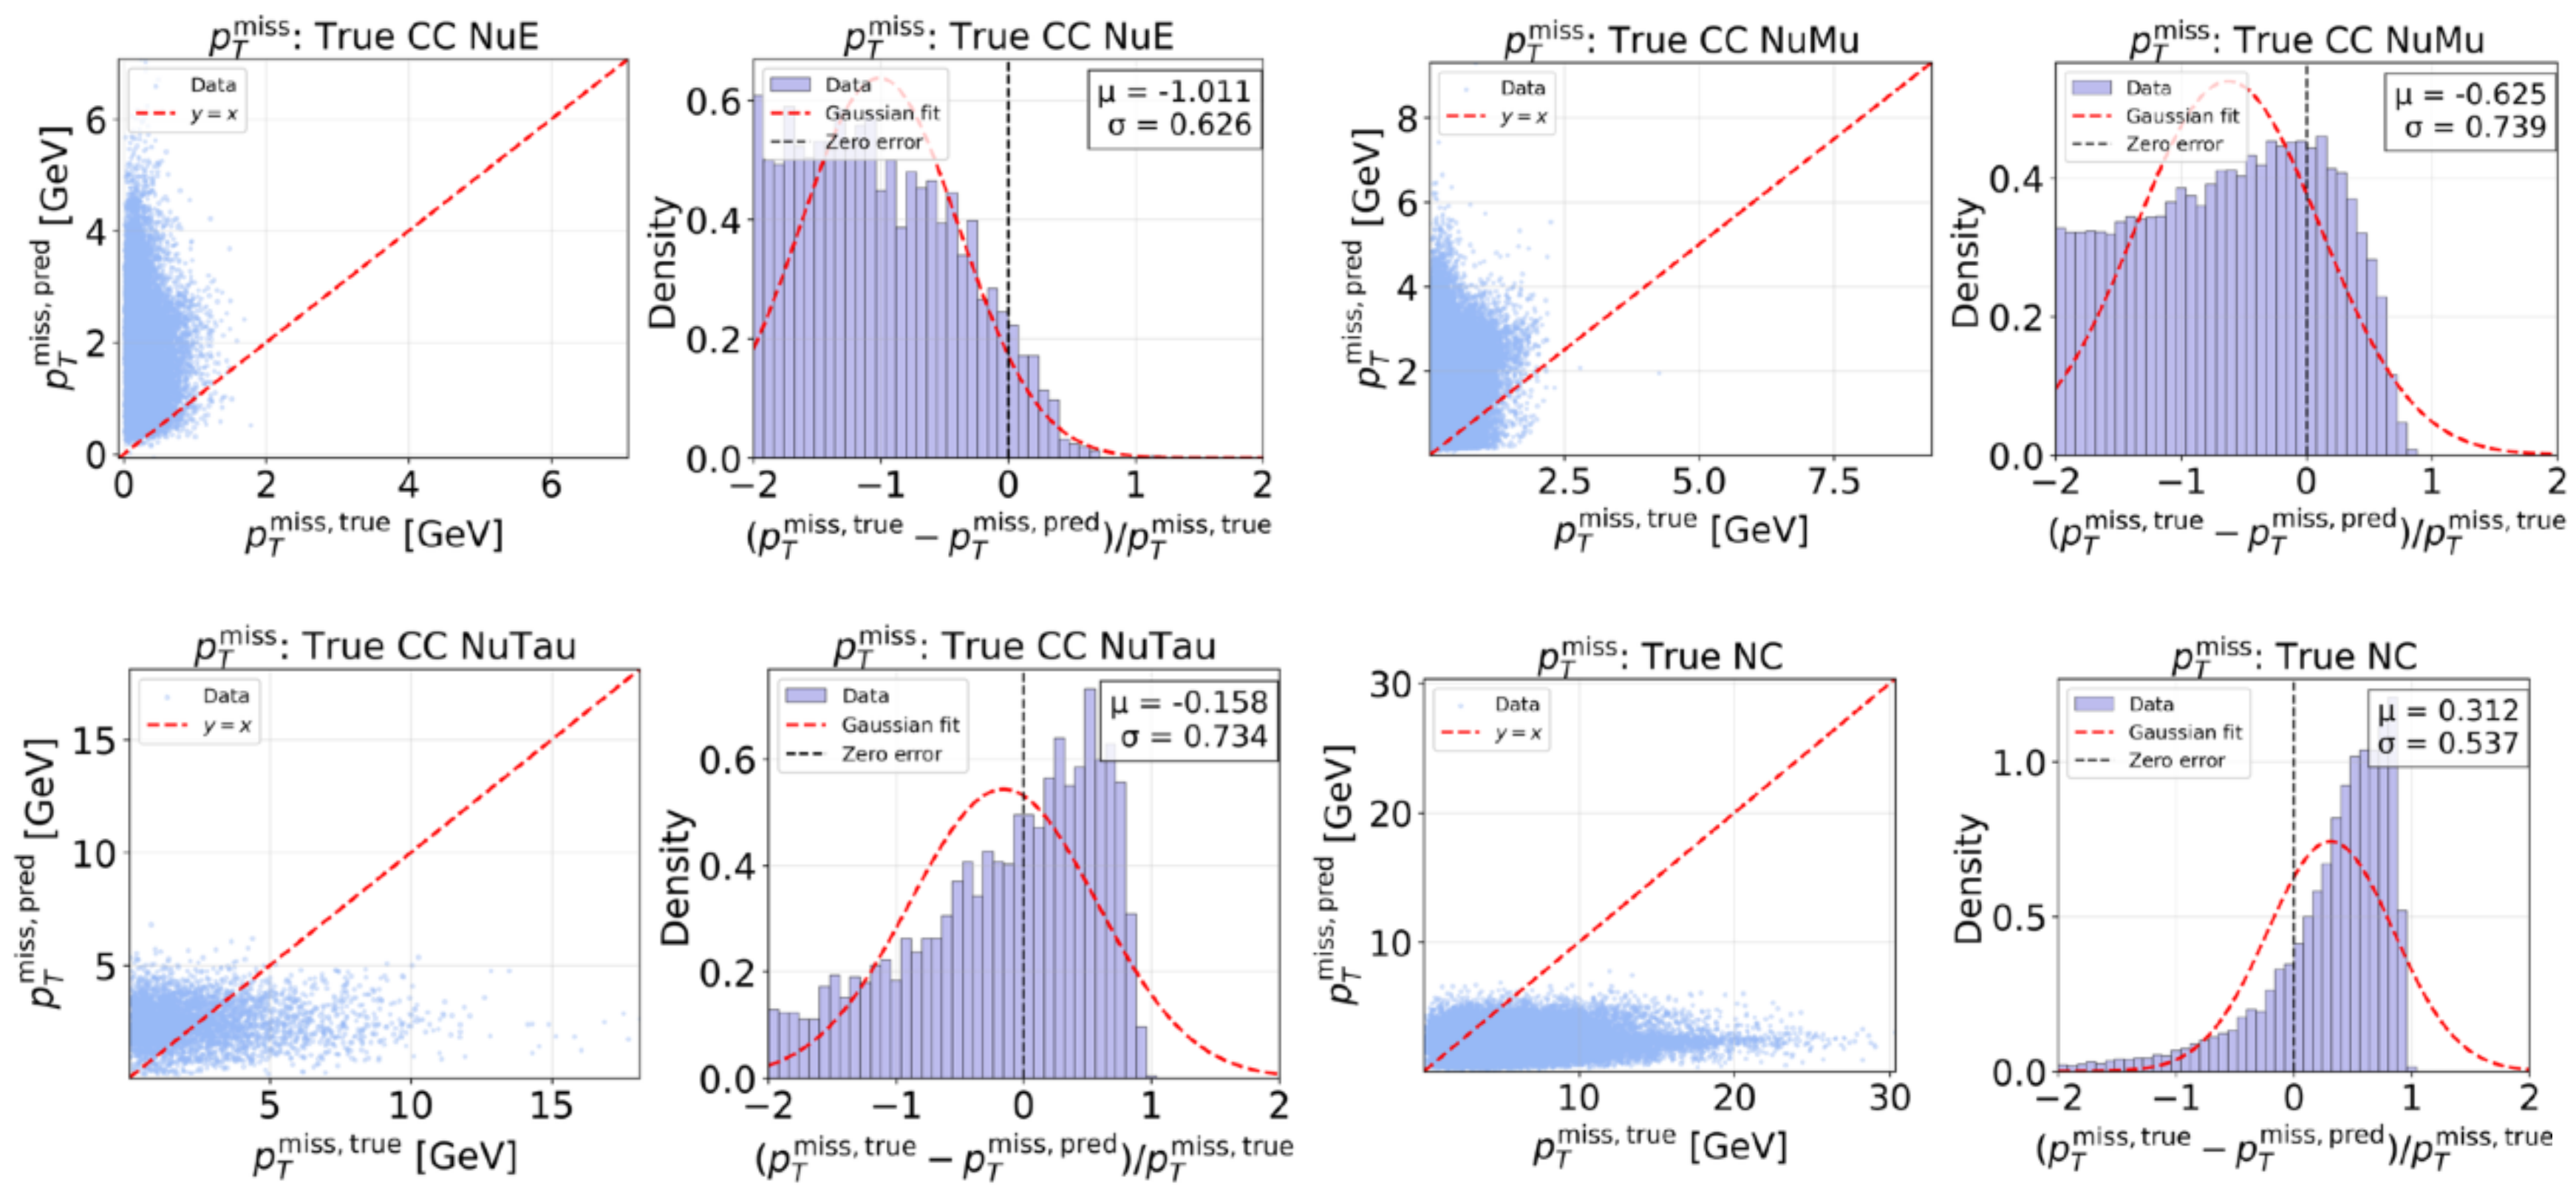 p_T^miss: True CC NuE
Data
y = x
6
4
2
0
0 2 4 6
p_T^miss, pred [GeV]
p_T^miss, true [GeV]
p_T^miss: True CC NuE
Data
Gaussian fit
Zero error
μ = -1.011
σ = 0.626
0.6
0.4
0.2
0.0
−2 −1 0 1 2
Density
(p_T^miss, true − p_T^miss, pred)/p_T^miss, true
p_T^miss: True CC NuMu
Data
y = x
8
6
4
2
2.5 5.0 7.5
p_T^miss, pred [GeV]
p_T^miss, true [GeV]
p_T^miss: True CC NuMu
Data
Gaussian fit
Zero error
μ = -0.625
σ = 0.739
0.4
0.2
0.0
−2 −1 0 1 2
Density
(p_T^miss, true − p_T^miss, pred)/p_T^miss, true
p_T^miss: True CC NuTau
Data
y = x
15
10
5
5 10 15
p_T^miss, pred [GeV]
p_T^miss, true [GeV]
p_T^miss: True CC NuTau
Data
Gaussian fit
Zero error
μ = -0.158
σ = 0.734
0.6
0.4
0.2
0.0
−2 −1 0 1 2
Density
(p_T^miss, true − p_T^miss, pred)/p_T^miss, true
p_T^miss: True NC
Data
y = x
30
20
10
10 20 30
p_T^miss, pred [GeV]
p_T^miss, true [GeV]
p_T^miss: True NC
Data
Gaussian fit
Zero error
μ = 0.312
σ = 0.537
1.0
0.5
0.0
−2 −1 0 1 2
Density
(p_T^miss, true − p_T^miss, pred)/p_T^miss, true